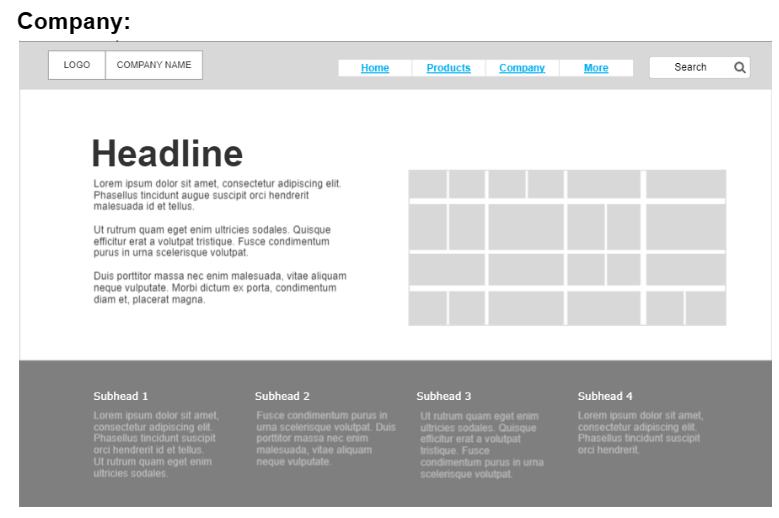 Company:
LOGO COMPANY NAME Home Products Company More Search
Headline
Lorem ipsum dolor sit amet, consectetur adipiscing elit.
Phasellus tincidunt augue suscipit orci hendrerit
malesuada id et tellus.
Ut rutrum quam eget enim ultricies sodales. Quisque
efficitur erat a volutpat tristique. Fusce condimentum
purus in urna scelerisque volutpat.
Duis porttitor massa nec enim malesuada, vitae aliquam
neque vulputate. Morbi dictum ex porta, condimentum
diam et, placerat magna.
Subhead 1
Lorem ipsum dolor sit amet,
consectetur adipiscing elit.
Phasellus tincidunt suscipit
orci hendrerit id et tellus.
Ut rutrum quam eget enim
ultricies sodales.
Subhead 2
Fusce condimentum purus in
urna scelerisque volutpat. Duis
porttitor massa nec enim
malesuada, vitae aliquam
neque vulputate.
Subhead 3
Ut rutrum quam eget enim
ultricies sodales. Quisque
efficitur erat a volutpat
tristique. Fusce
condimentum purus in urna
scelerisque volutpat.
Subhead 4
Lorem ipsum dolor sit amet,
consectetur adipiscing elit.
Phasellus tincidunt suscipit
orci hendrerit.